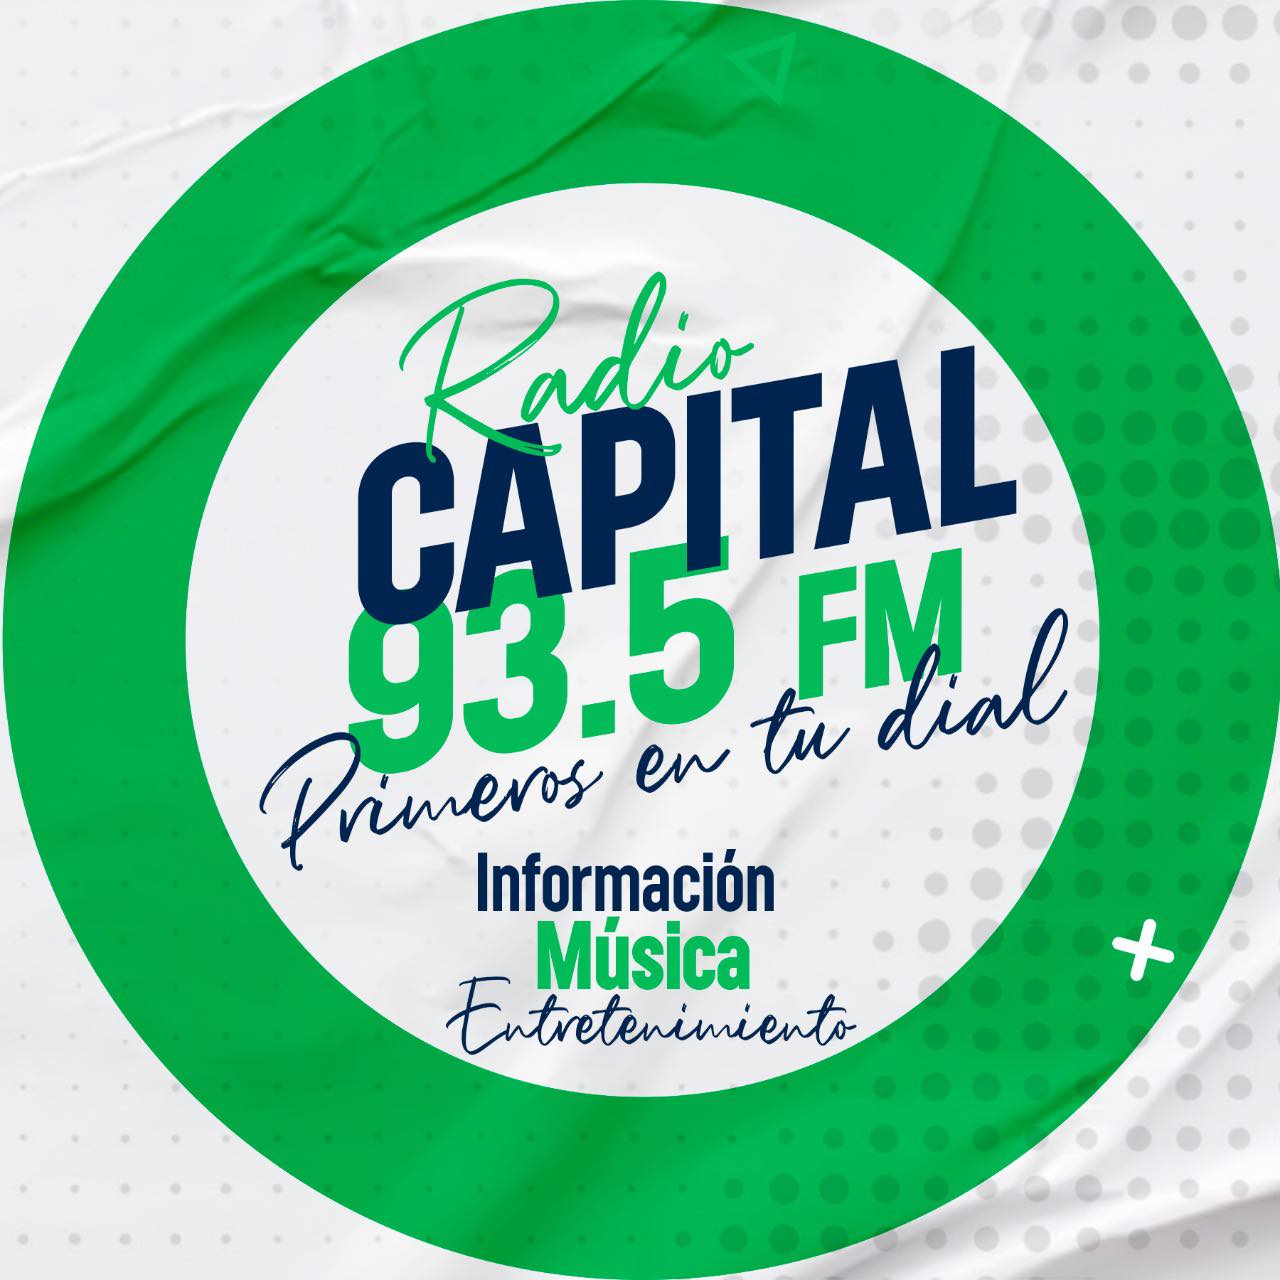 Radio
CAPITAL
93.5 FM
Primeros en tu dial
Información
Música
Entretenimiento